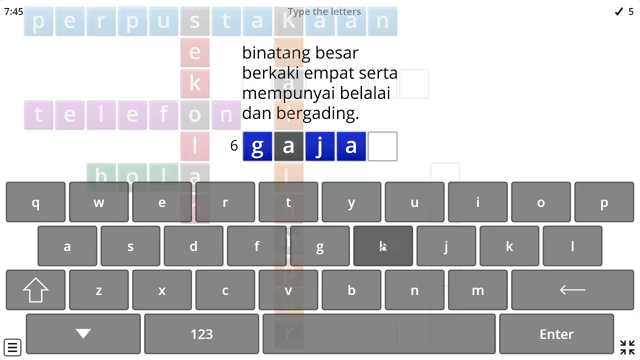 7:45
Type the letters
✓ 5
perpustakaan
binatang besar
berkaki empat serta
mempunyai belalai
dan bergading.
telefon
6 gaja
bola
q w e r t y u i o p
a s d f g h j k l
z x c v b n m
123 Enter